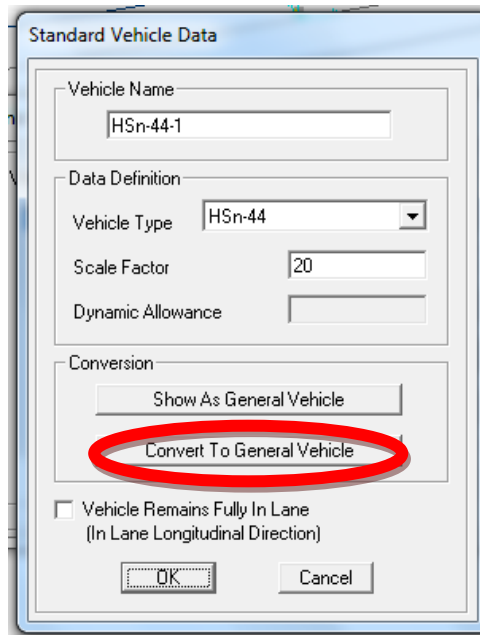 Standard Vehicle Data
Vehicle Name
HSn-44-1
Data Definition
Vehicle Type HSn-44
Scale Factor 20
Dynamic Allowance
Conversion
Show As General Vehicle
Convert To General Vehicle
Vehicle Remains Fully In Lane
(In Lane Longitudinal Direction)
OK Cancel